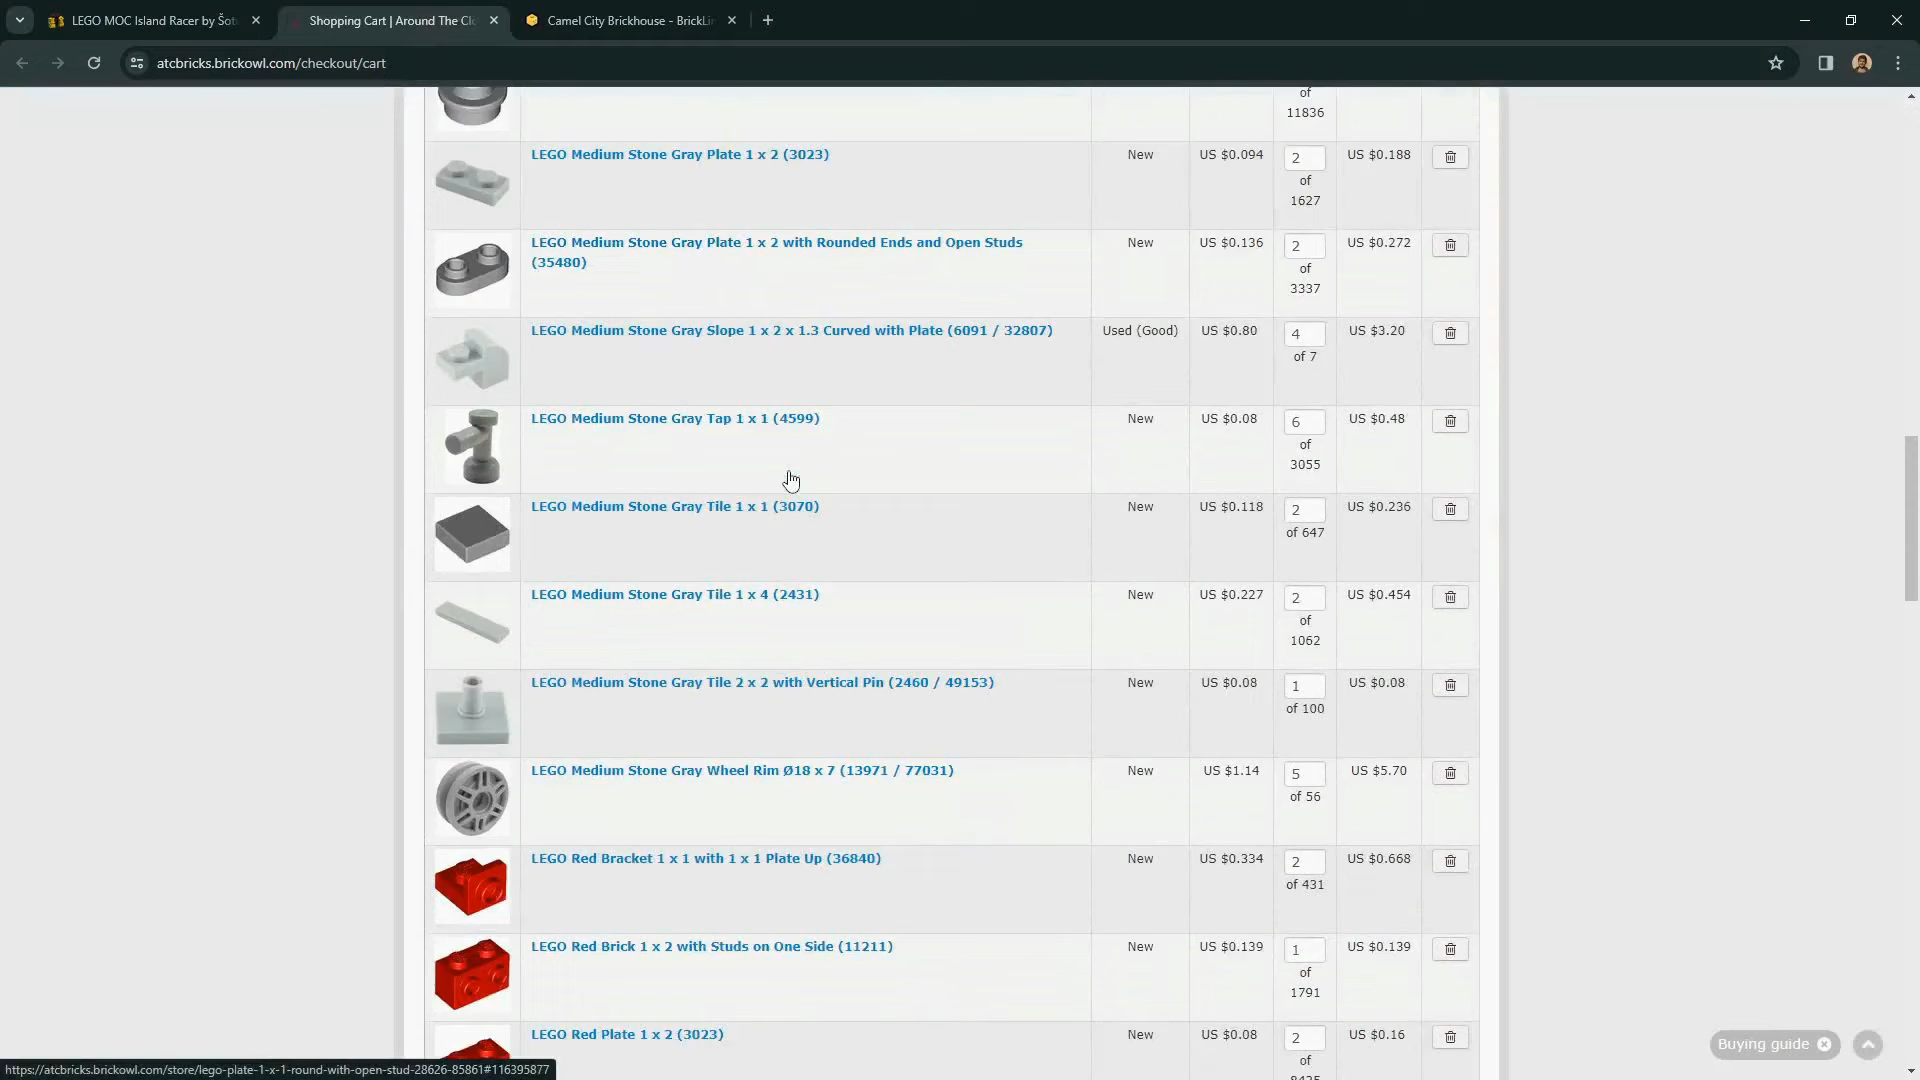 LEGO MOC Island Racer by Šot
Shopping Cart | Around The Clo
Camel City Brickhouse - BrickLin
atcbricks.brickowl.com/checkout/cart
of
11836
LEGO Medium Stone Gray Plate 1 x 2 (3023) New US $0.094 2 US $0.188
of
1627
LEGO Medium Stone Gray Plate 1 x 2 with Rounded Ends and Open Studs New US $0.136 2 US $0.272
(35480) of
3337
LEGO Medium Stone Gray Slope 1 x 2 x 1.3 Curved with Plate (6091 / 32807) Used (Good) US $0.80 4 US $3.20
of 7
LEGO Medium Stone Gray Tap 1 x 1 (4599) New US $0.08 6 US $0.48
of
3055
LEGO Medium Stone Gray Tile 1 x 1 (3070) New US $0.118 2 US $0.236
of 647
LEGO Medium Stone Gray Tile 1 x 4 (2431) New US $0.227 2 US $0.454
of
1062
LEGO Medium Stone Gray Tile 2 x 2 with Vertical Pin (2460 / 49153) New US $0.08 1 US $0.08
of 100
LEGO Medium Stone Gray Wheel Rim Ø18 x 7 (13971 / 77031) New US $1.14 5 US $5.70
of 56
LEGO Red Bracket 1 x 1 with 1 x 1 Plate Up (36840) New US $0.334 2 US $0.668
of 431
LEGO Red Brick 1 x 2 with Studs on One Side (11211) New US $0.139 1 US $0.139
of
1791
LEGO Red Plate 1 x 2 (3023) New US $0.08 2 US $0.16
of
Buying guide
https://atcbricks.brickowl.com/store/lego-plate-1-x-1-round-with-open-stud-28626-85861#116395877